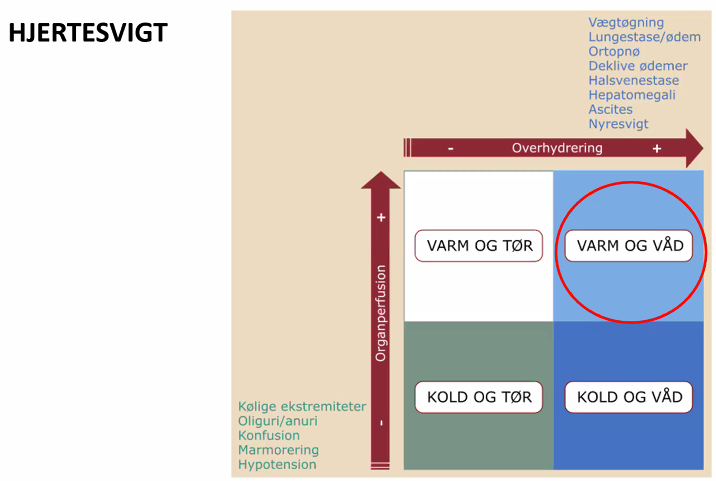 HJERTESVIGT
Vægtøgning
Lungestase/ødem
Ortopnø
Deklive ødemer
Halsvenestase
Hepatomegali
Ascites
Nyresvigt
- Overhydrering +
+
Organperfusion
-
VARM OG TØR
VARM OG VÅD
KOLD OG TØR
KOLD OG VÅD
Kølige ekstremiteter
Oliguri/anuri
Konfusion
Marmorering
Hypotension